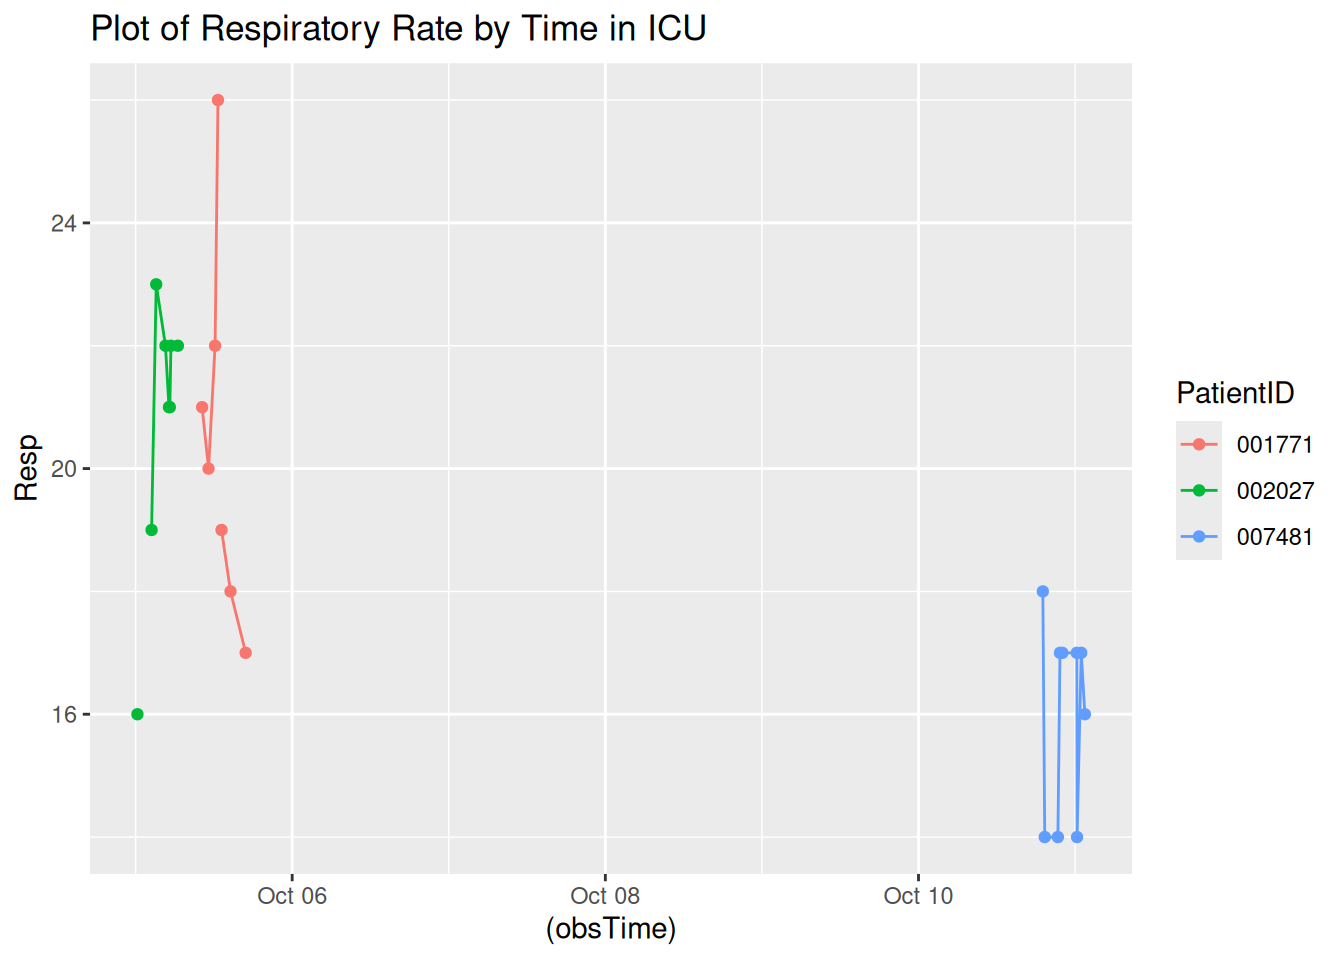 Plot of Respiratory Rate by Time in ICU
24
20
16
Resp
Oct 06
Oct 08
Oct 10
(obsTime)
PatientID
001771
002027
007481